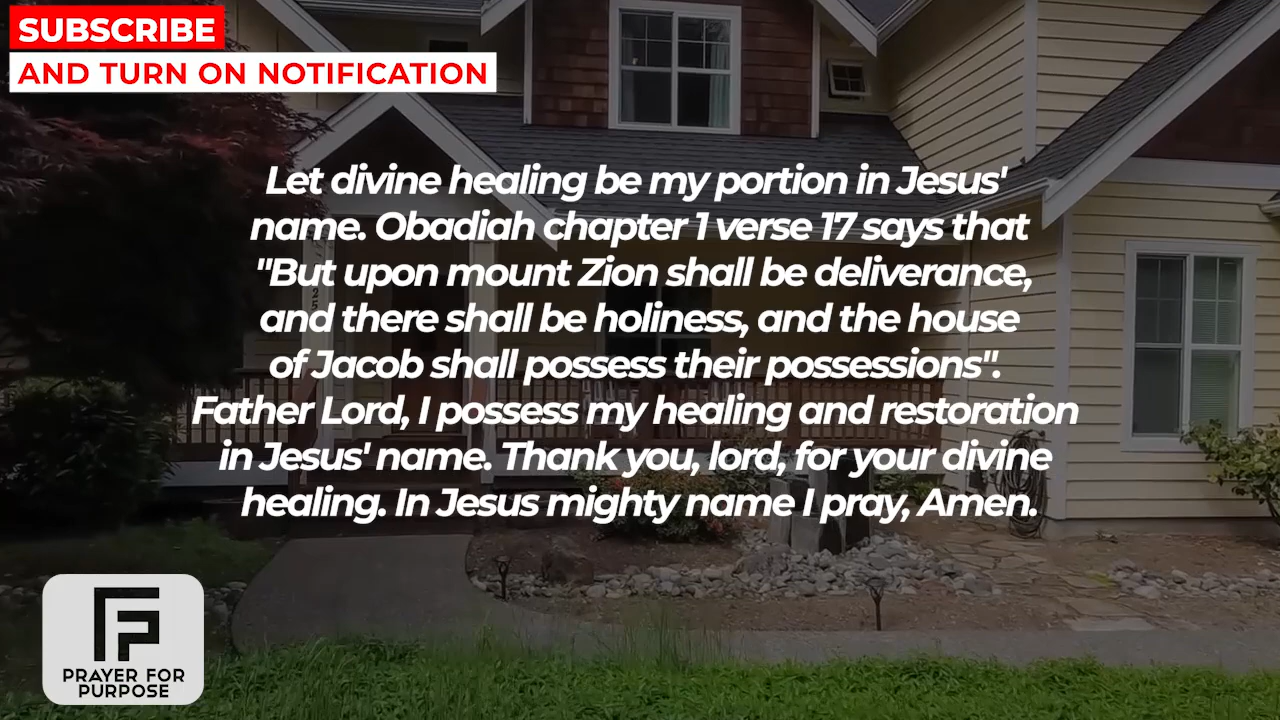 SUBSCRIBE
AND TURN ON NOTIFICATION
Let divine healing be my portion in Jesus'
name. Obadiah chapter 1 verse 17 says that
"But upon mount Zion shall be deliverance,
and there shall be holiness, and the house
of Jacob shall possess their possessions".
Father Lord, I possess my healing and restoration
in Jesus' name. Thank you, lord, for your divine
healing. In Jesus mighty name I pray, Amen.
PRAYER FOR
PURPOSE